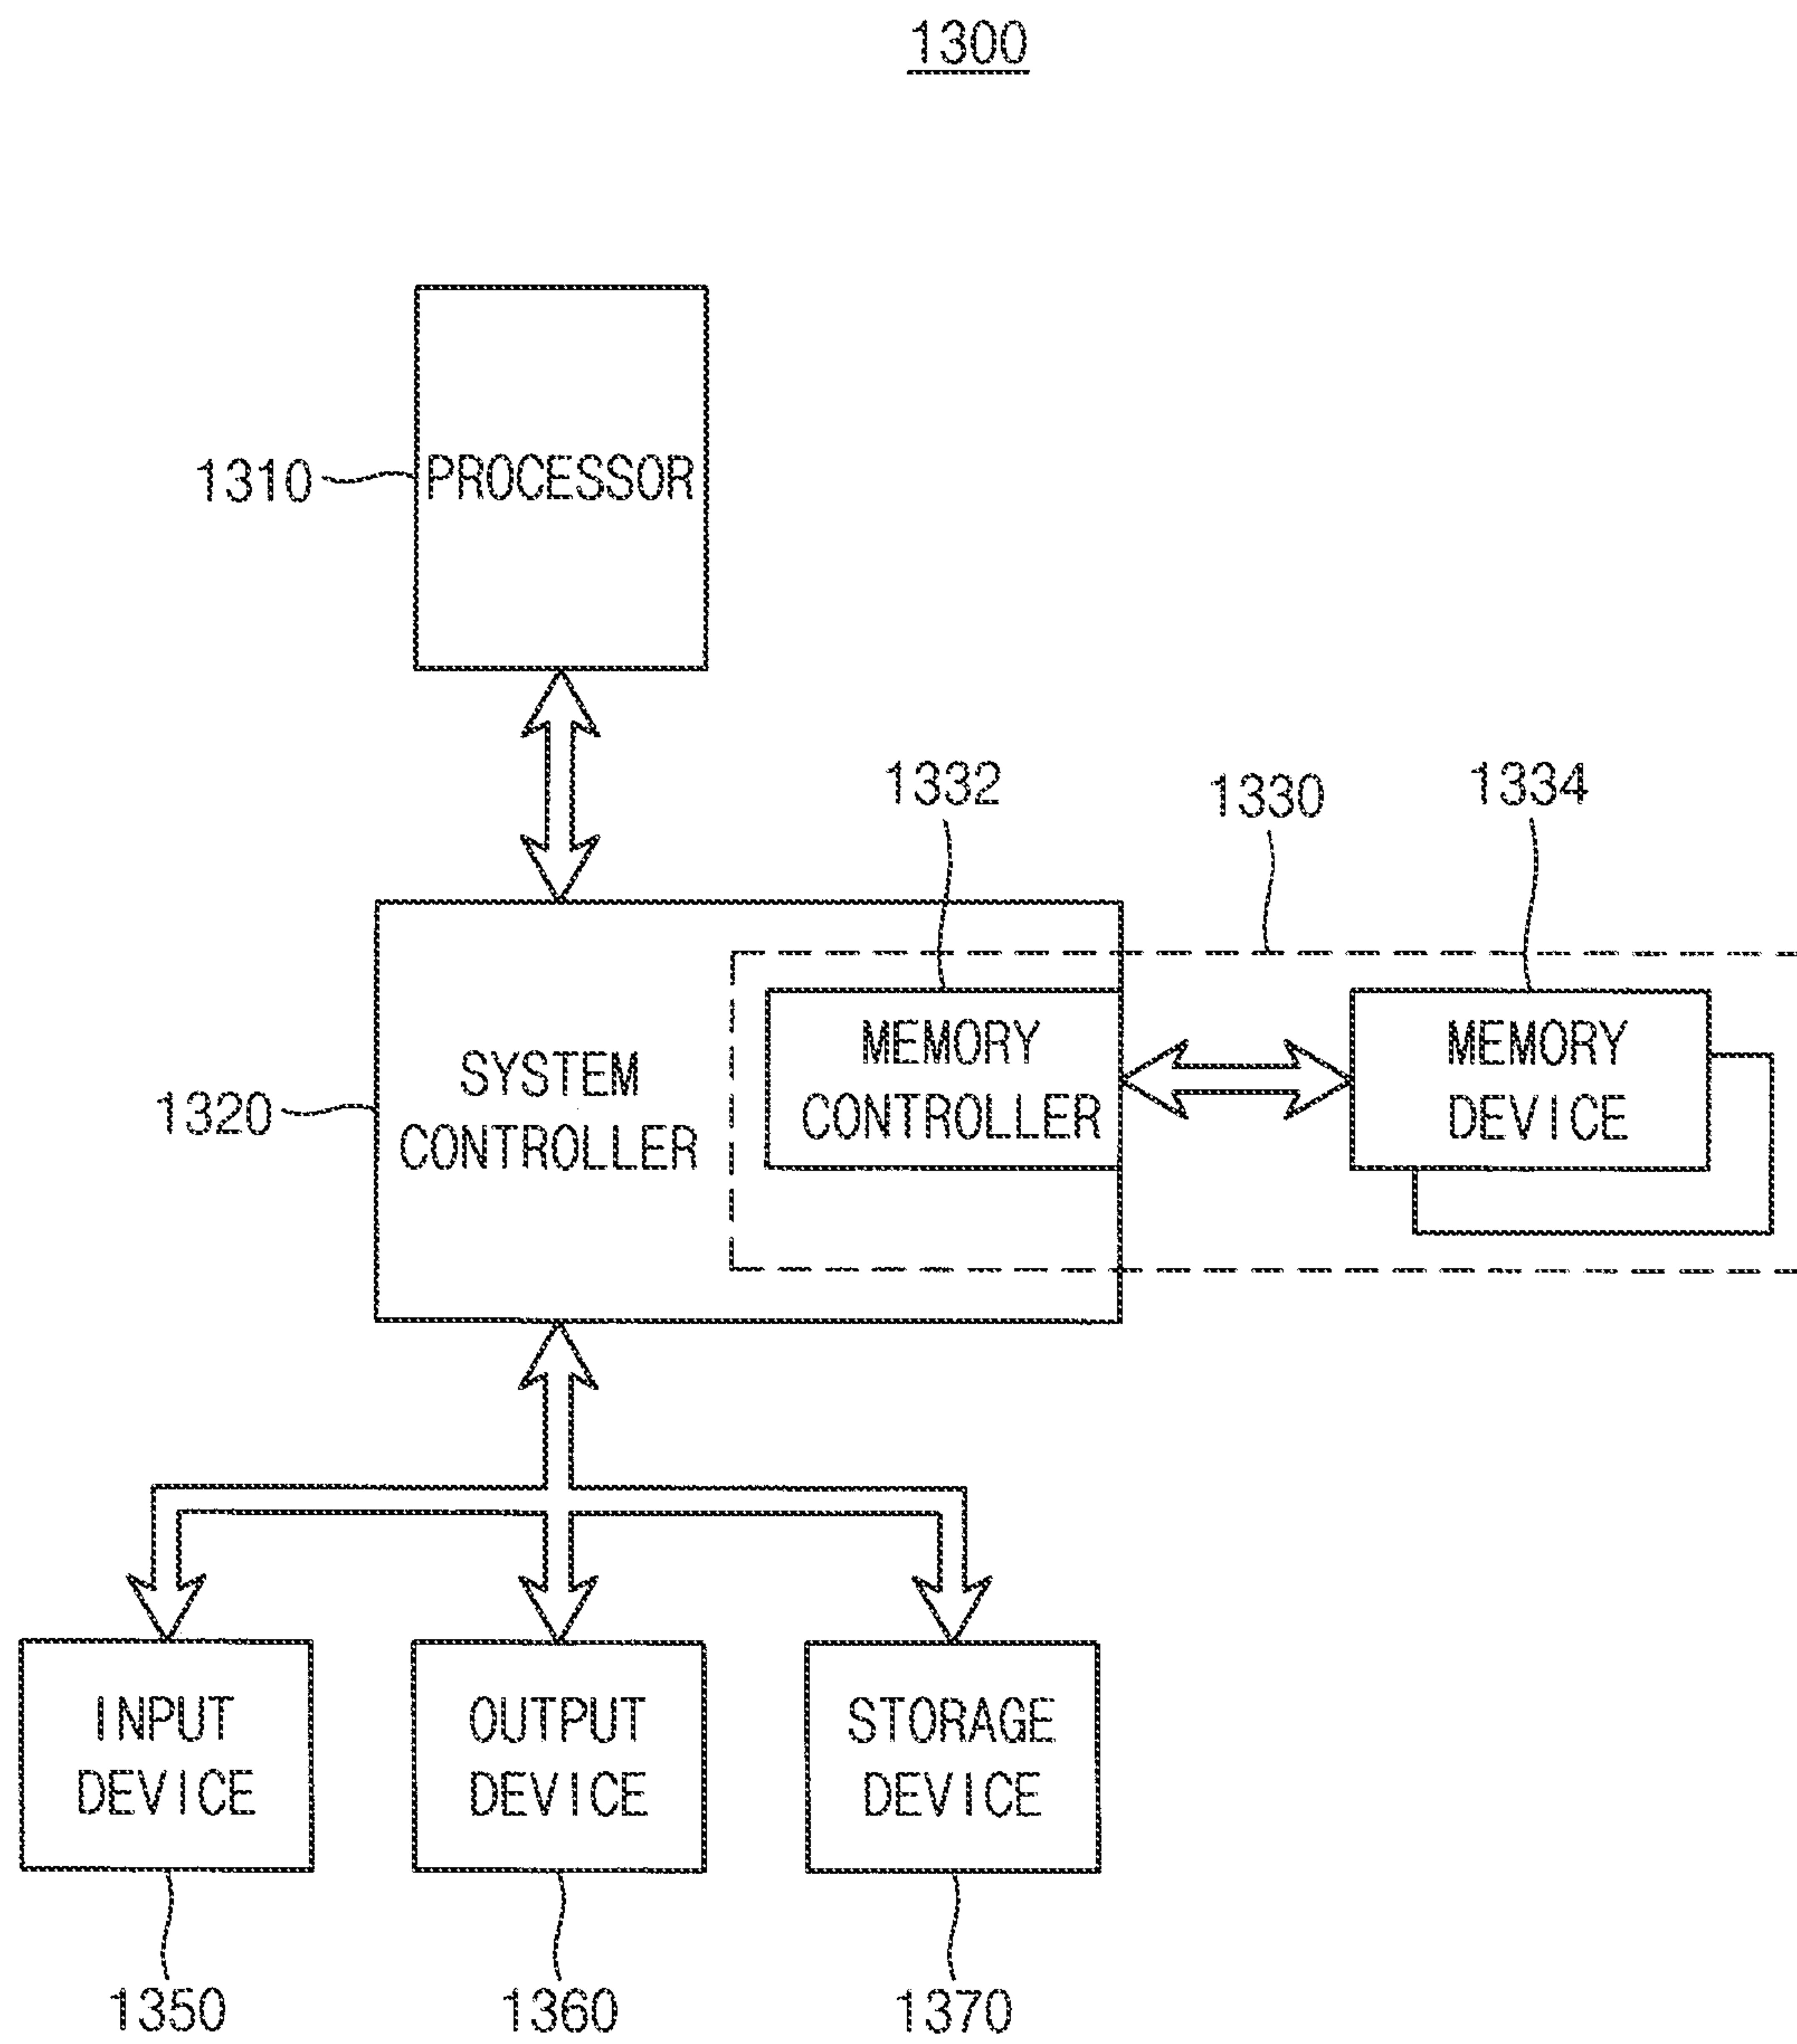 1300
1310
PROCESSOR
1332
1330
1334
1320
SYSTEM
CONTROLLER
MEMORY
CONTROLLER
MEMORY
DEVICE
INPUT
DEVICE
OUTPUT
DEVICE
STORAGE
DEVICE
1350
1360
1370